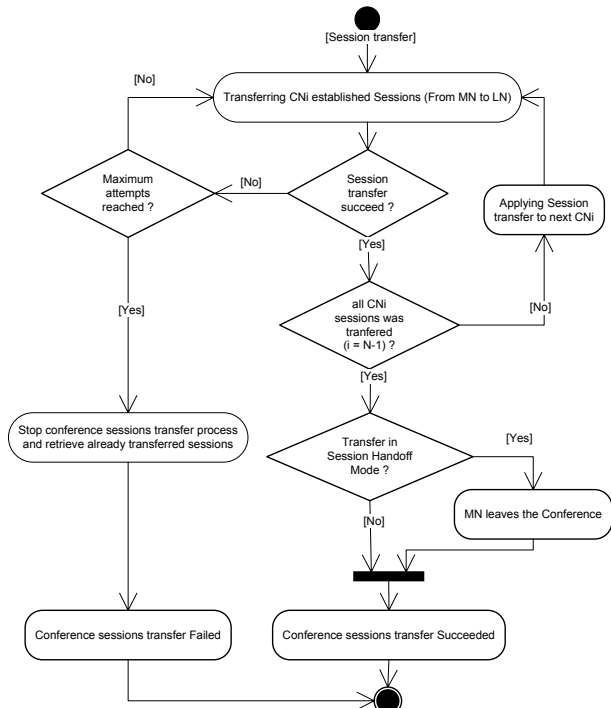 [Session transfer]
[No]
Transferring CNi established Sessions (From MN to LN)
Maximum
attempts
reached ?
[No]
Session
transfer
succeed ?
Applying Session
transfer to next CNi
[Yes]
[Yes]
all CNi
sessions was
tranfered
(i = N-1) ?
[No]
[Yes]
Stop conference sessions transfer process
and retrieve already transferred sessions
Transfer in
Session Handoff
Mode ?
[Yes]
MN leaves the Conference
[No]
Conference sessions transfer Failed
Conference sessions transfer Succeeded